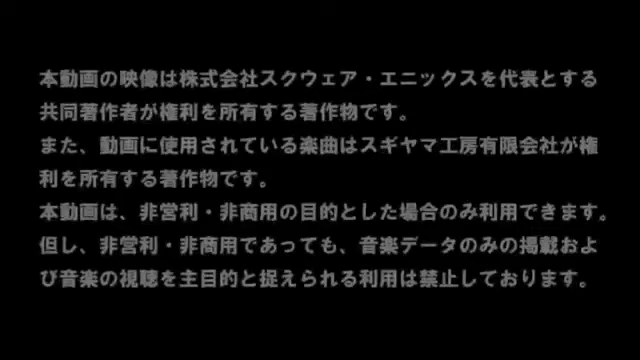 本動画の映像は株式会社スクウェア・エニックスを代表とする
共同著作者が権利を所有する著作物です。
また、動画に使用されている楽曲はスギヤマ工房有限会社が権
利を所有する著作物です。
本動画は、非営利・非商用の目的とした場合のみ利用できます。
但し、非営利・非商用であっても、音楽データのみの掲載およ
び音楽の視聴を主目的と捉えられる利用は禁止しております。